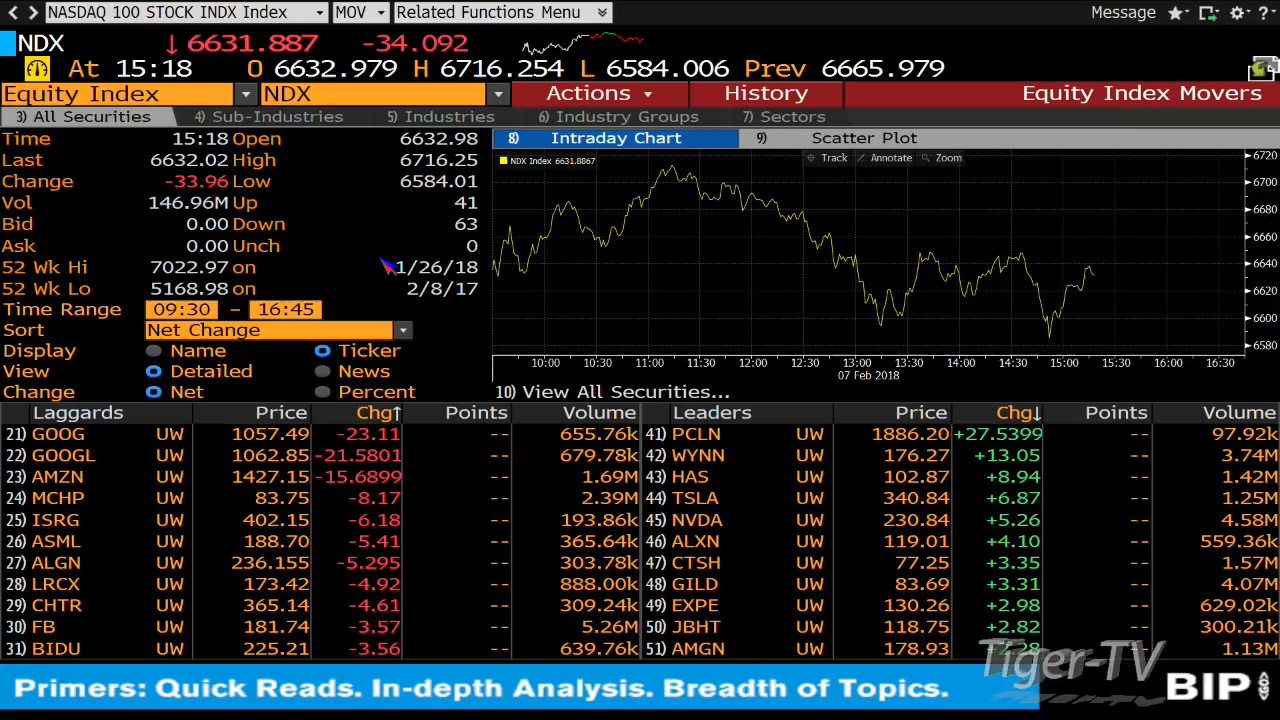 NASDAQ 100 STOCK INDX Index MOV Related Functions Menu Message
NDX ↓ 6631.887 -34.092
At 15:18 O 6632.979 H 6716.254 L 6584.006 Prev 6665.979
Equity Index NDX Actions History Equity Index Movers
3) All Securities 4) Sub-Industries 5) Industries 6) Industry Groups 7) Sectors
Time 15:18 Open 6632.98
Last 6632.02 High 6716.25
Change -33.96 Low 6584.01
Vol 146.96M Up 41
Bid 0.00 Down 63
Ask 0.00 Unch 0
52 Wk Hi 7022.97 on 1/26/18
52 Wk Lo 5168.98 on 2/8/17
Time Range 09:30 – 16:45
Sort Net Change
Display Name Ticker
View Detailed News
Change Net Percent
8) Intraday Chart 9) Scatter Plot
NDX Index 6631.8867 Track Annotate Zoom
6720
6700
6680
6660
6640
6620
6600
6580
10:00 10:30 11:00 11:30 12:00 12:30 13:00 13:30 14:00 14:30 15:00 15:30 16:00 16:30
07 Feb 2018
10) View All Securities...
Laggards Price Chg↑ Points Volume Leaders Price Chg↓ Points Volume
21) GOOG UW 1057.49 -23.11 -- 655.76k 41) PCLN UW 1886.20 +27.5399 -- 97.92k
22) GOOGL UW 1062.85 -21.5801 -- 679.78k 42) WYNN UW 176.27 +13.05 -- 3.74M
23) AMZN UW 1427.15 -15.6899 -- 1.69M 43) HAS UW 102.87 +8.94 -- 1.42M
24) MCHP UW 83.75 -8.17 -- 2.39M 44) TSLA UW 340.84 +6.87 -- 1.25M
25) ISRG UW 402.15 -6.18 -- 193.86k 45) NVDA UW 230.84 +5.26 -- 4.58M
26) ASML UW 188.70 -5.41 -- 365.64k 46) ALXN UW 119.01 +4.10 -- 559.36k
27) ALGN UW 236.155 -5.295 -- 303.78k 47) CTSH UW 77.25 +3.35 -- 1.57M
28) LRCX UW 173.42 -4.92 -- 888.00k 48) GILD UW 83.69 +3.31 -- 4.07M
29) CHTR UW 365.14 -4.61 -- 309.24k 49) EXPE UW 130.26 +2.98 -- 629.02k
30) FB UW 181.74 -3.57 -- 5.26M 50) JBHT UW 118.75 +2.82 -- 300.21k
31) BIDU UW 225.21 -3.56 -- 639.76k 51) AMGN UW 178.93 +2.28 -- 1.13M
Tiger-TV
Primers: Quick Reads. In-depth Analysis. Breadth of Topics. BIP GO